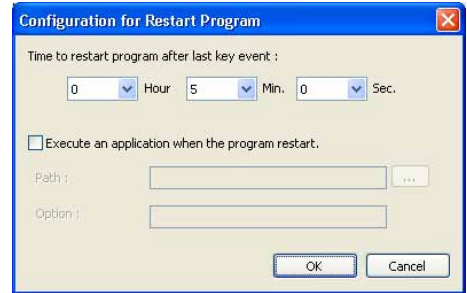 Configuration for Restart Program
Time to restart program after last key event :
0 Hour 5 Min. 0 Sec.
Execute an application when the program restart.
Path : ...
Option :
OK Cancel